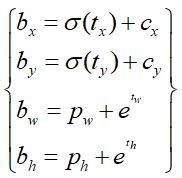 b_x = σ(t_x) + c_x
b_y = σ(t_y) + c_y
b_w = p_w + e^{t_w}
b_h = p_h + e^{t_h}